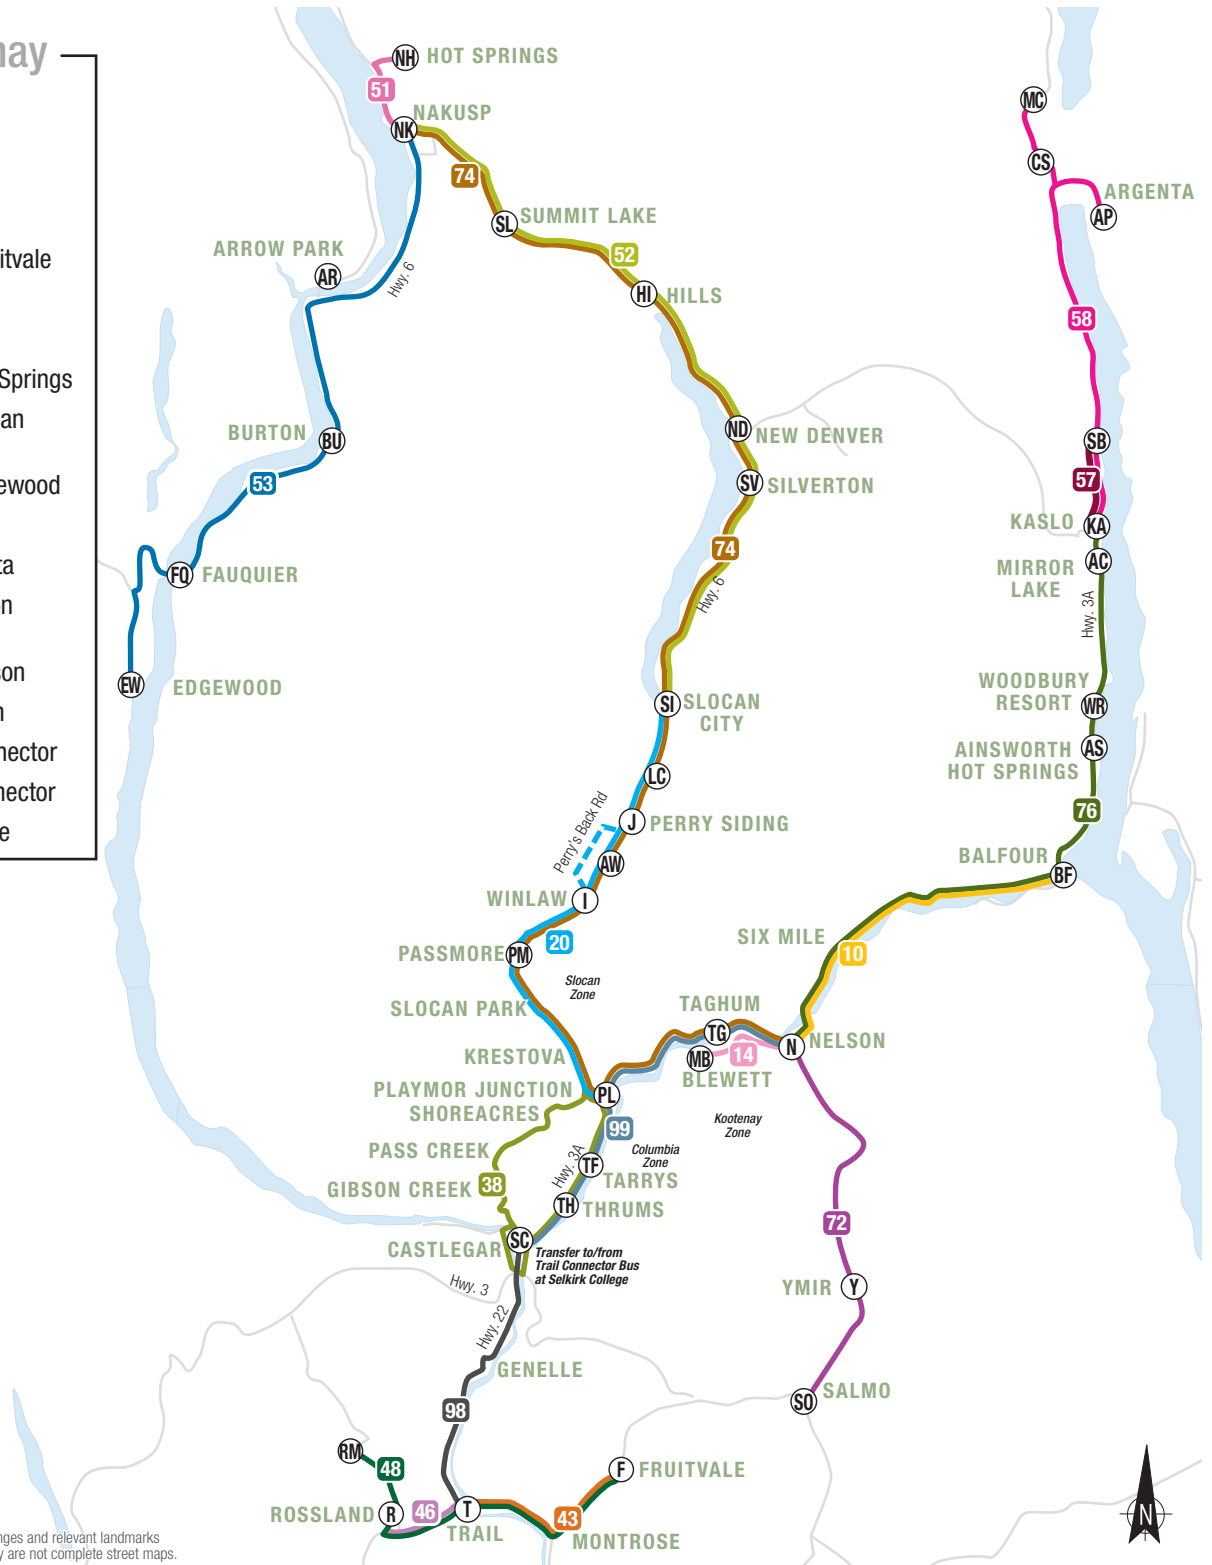 NH HOT SPRINGS
51
NAKUSP
NK
74
SL SUMMIT LAKE
52
ARROW PARK
AR
Hwy. 6
HI HILLS
MC
CS
ARGENTA
AP
58
Springs
BURTON
BU
53
ND NEW DENVER
SV SILVERTON
SB
57
KASLO KA
AC
MIRROR
LAKE
Hwy. 3A
74
Hwy. 6
FQ FAUQUIER
EW EDGEWOOD
SI SLOCAN
CITY
WOODBURY
RESORT WR
AINSWORTH AS
HOT SPRINGS
LC
76
Perry's Back Rd
J PERRY SIDING
AW
BALFOUR
BF
WINLAW I
20
PASSMORE PM
SIX MILE
10
Slocan
Zone
SLOCAN PARK
TAGHUM
TG
N NELSON
KRESTOVA
MB 14
BLEWETT
PLAYMOR JUNCTION PL
SHOREACRES
99
Kootenay
Zone
PASS CREEK
Columbia
Zone
Hwy. 3A
TF
TARRYS
GIBSON CREEK 38
TH THRUMS
72
CASTLEGAR SC
Transfer to/from
Trail Connector Bus
at Selkirk College
Hwy. 3
YMIR Y
Hwy. 22
GENELLE
SO SALMO
98
RM
48
F FRUITVALE
ROSSLAND R
46
T
TRAIL
43
MONTROSE
N
nay
itvale
an
ewood
ta
on
son
n
nector
nector
e
nges and relevant landmarks
y are not complete street maps.